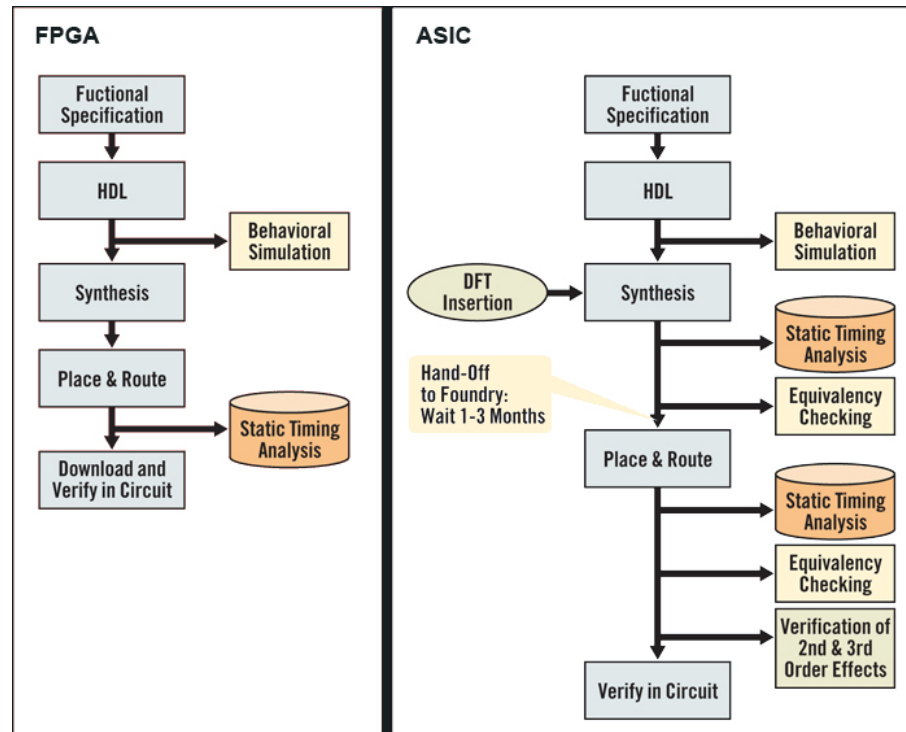 FPGA
Fuctional
Specification
HDL
Behavioral
Simulation
Synthesis
Place & Route
Static Timing
Analysis
Download and
Verify in Circuit
ASIC
Fuctional
Specification
HDL
Behavioral
Simulation
DFT
Insertion
Synthesis
Static Timing
Analysis
Hand-Off
to Foundry:
Wait 1-3 Months
Equivalency
Checking
Place & Route
Static Timing
Analysis
Equivalency
Checking
Verification of
2nd & 3rd
Order Effects
Verify in Circuit